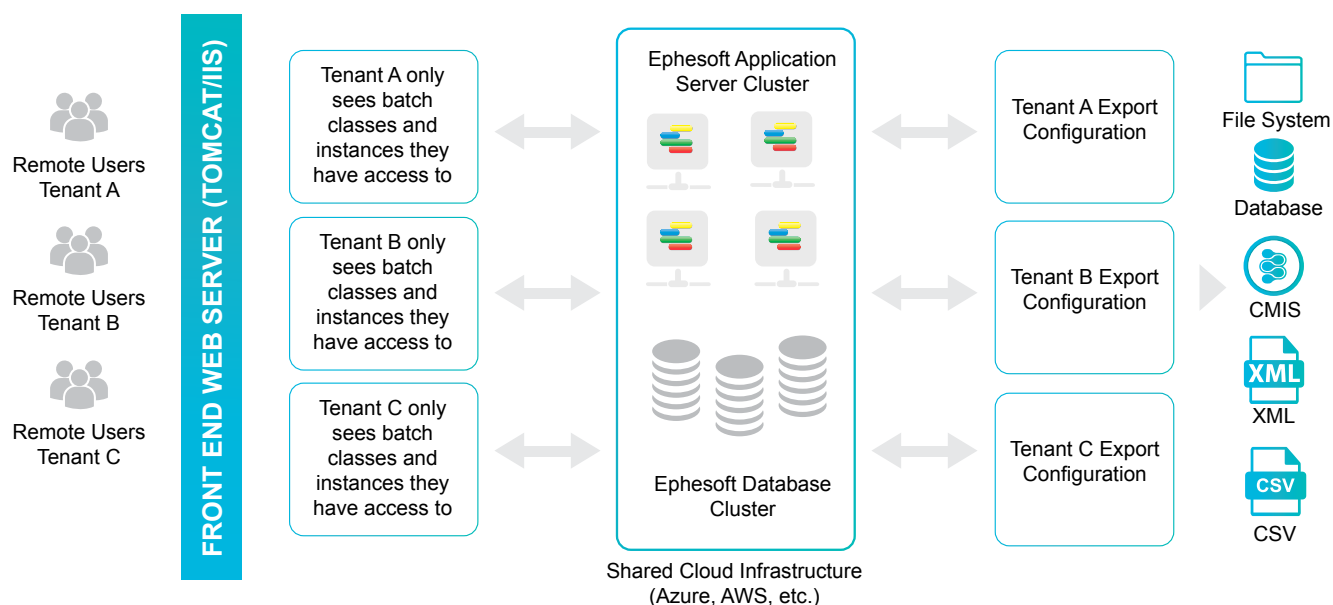 Remote Users
Tenant A
Remote Users
Tenant B
Remote Users
Tenant C
FRONT END WEB SERVER (TOMCAT/IIS)
Tenant A only
sees batch
classes and
instances they
have access to
Tenant B only
sees batch
classes and
instances they
have access to
Tenant C only
sees batch
classes and
instances they
have access to
Ephesoft Application
Server Cluster
Ephesoft Database
Cluster
Shared Cloud Infrastructure
(Azure, AWS, etc.)
Tenant A Export
Configuration
Tenant B Export
Configuration
Tenant C Export
Configuration
File System
Database
CMIS
XML
XML
CSV
CSV